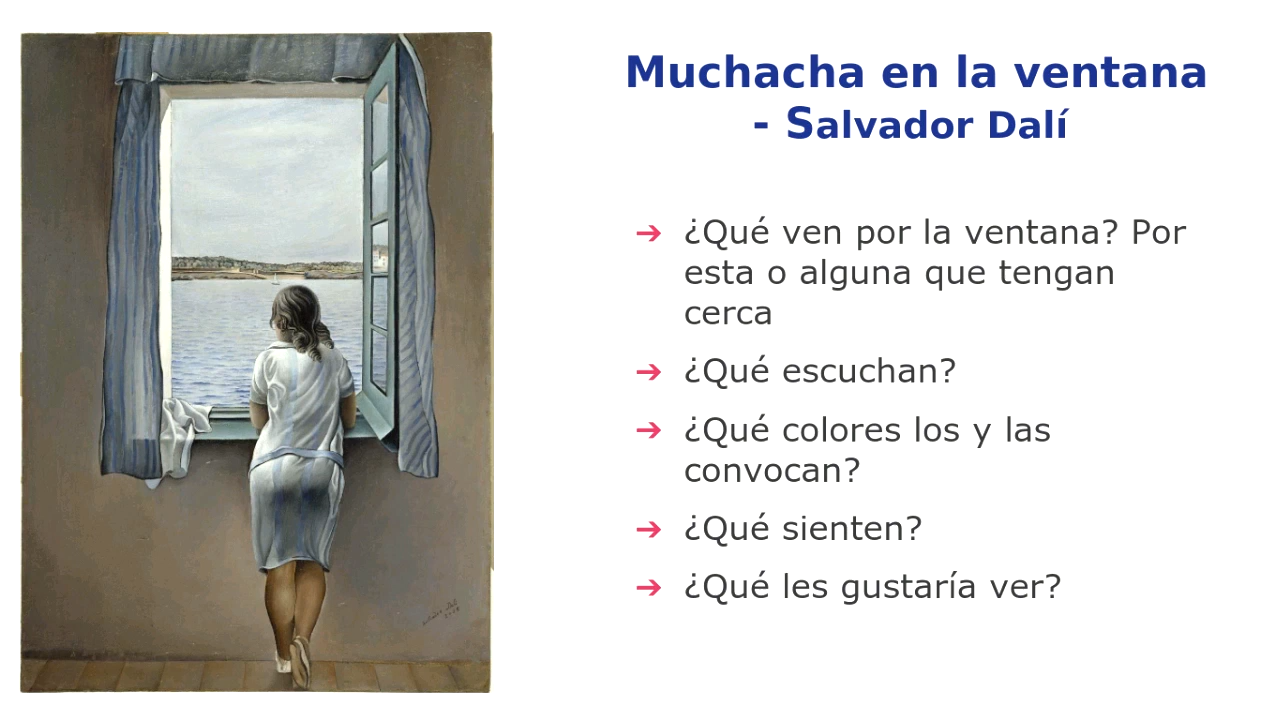 Muchacha en la ventana
- Salvador Dalí
➔ ¿Qué ven por la ventana? Por
esta o alguna que tengan
cerca
➔ ¿Qué escuchan?
➔ ¿Qué colores los y las
convocan?
➔ ¿Qué sienten?
➔ ¿Qué les gustaría ver?